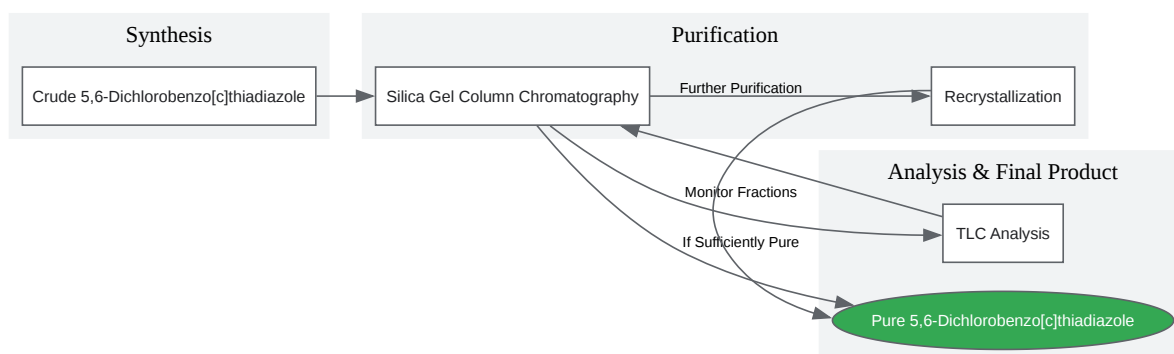 Synthesis
Purification
Crude 5,6-Dichlorobenzo[c]thiadiazole
Silica Gel Column Chromatography
Further Purification
Recrystallization
Analysis & Final Product
Monitor Fractions
TLC Analysis
If Sufficiently Pure
Pure 5,6-Dichlorobenzo[c]thiadiazole